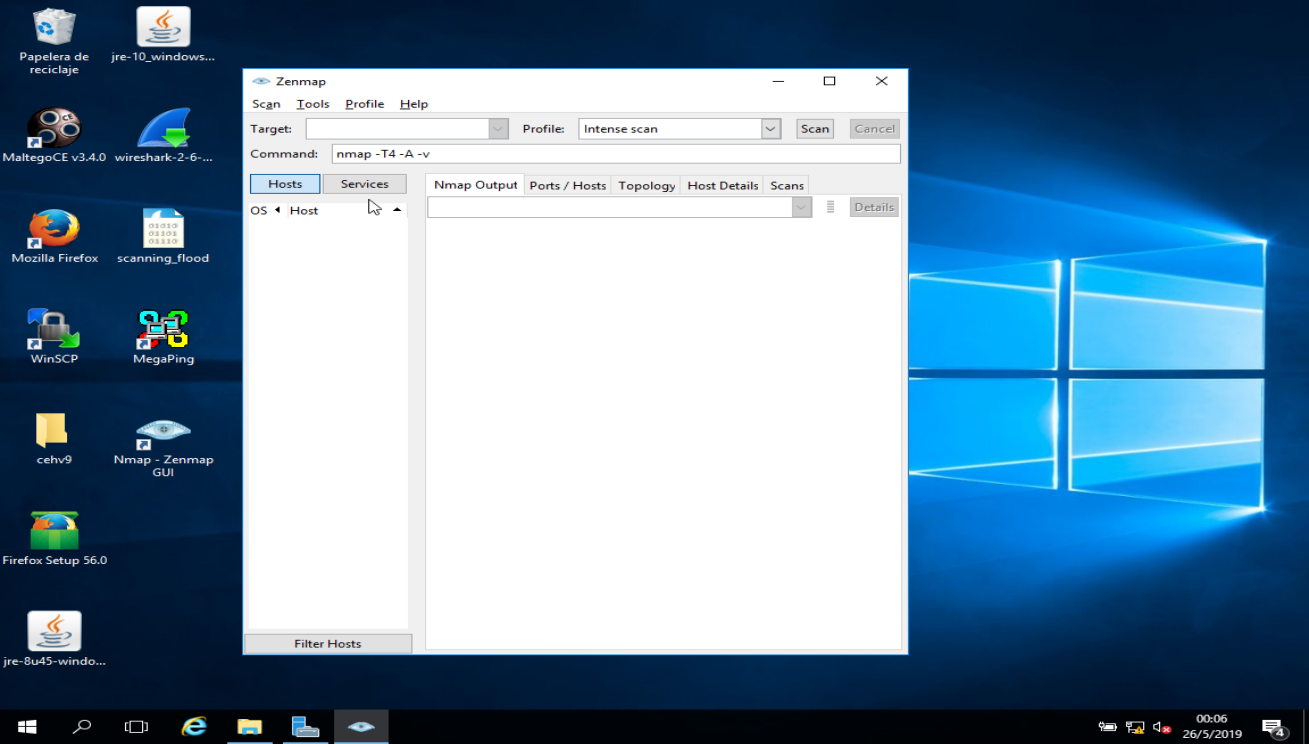 Papelera de
reciclaje
jre-10_windows...
MaltegoCE v3.4.0
wireshark-2-6-...
Mozilla Firefox
01010
01101
01110
scanning_flood
WinSCP
MegaPing
cehv9
Nmap - Zenmap
GUI
Firefox Setup 56.0
jre-8u45-windo...
Zenmap
Scan Tools Profile Help
Target: Profile: Intense scan Scan Cancel
Command: nmap -T4 -A -v
Hosts Services
Nmap Output Ports / Hosts Topology Host Details Scans
OS Host
Details
Filter Hosts
00:06
26/5/2019
4